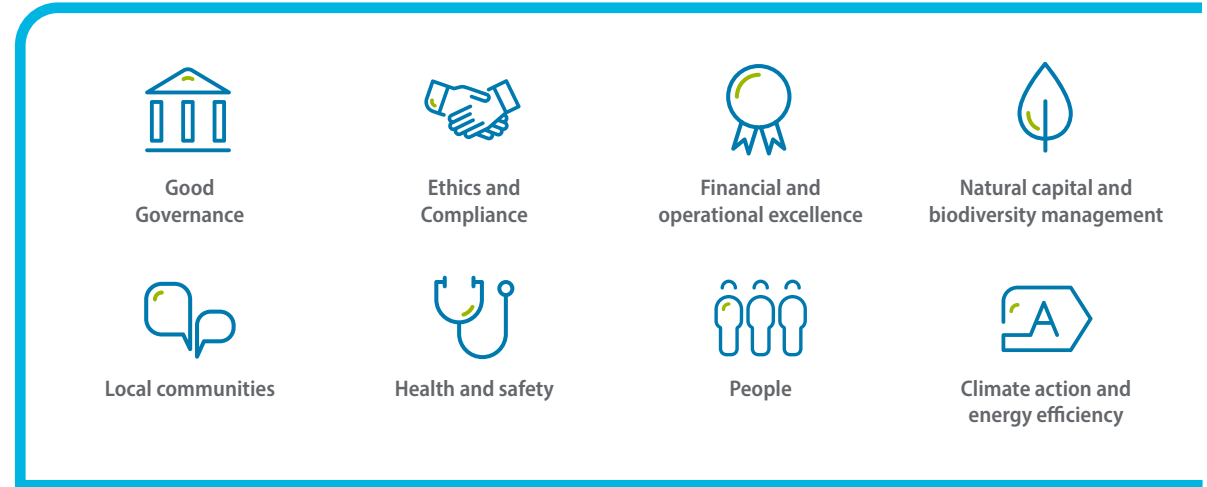 Good
Governance
Ethics and
Compliance
Financial and
operational excellence
Natural capital and
biodiversity management
Local communities
Health and safety
People
A
Climate action and
energy efficiency